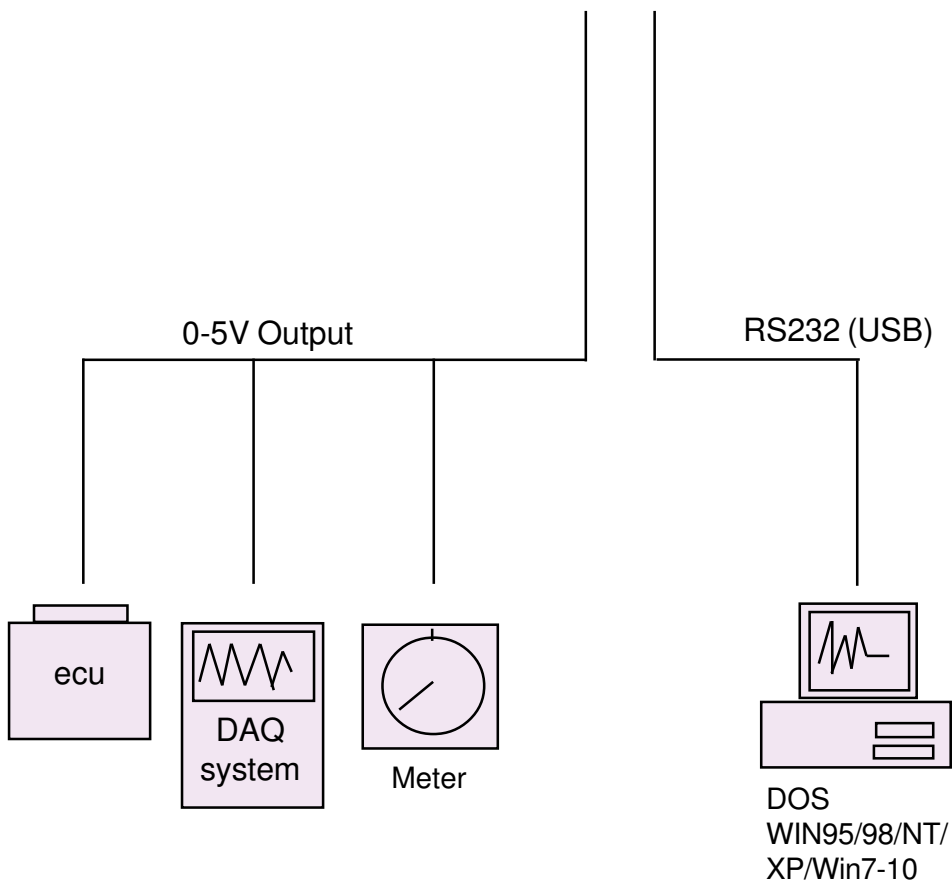 0-5V Output
RS232 (USB)
ecu
DAQ
system
Meter
DOS
WIN95/98/NT/
XP/Win7-10